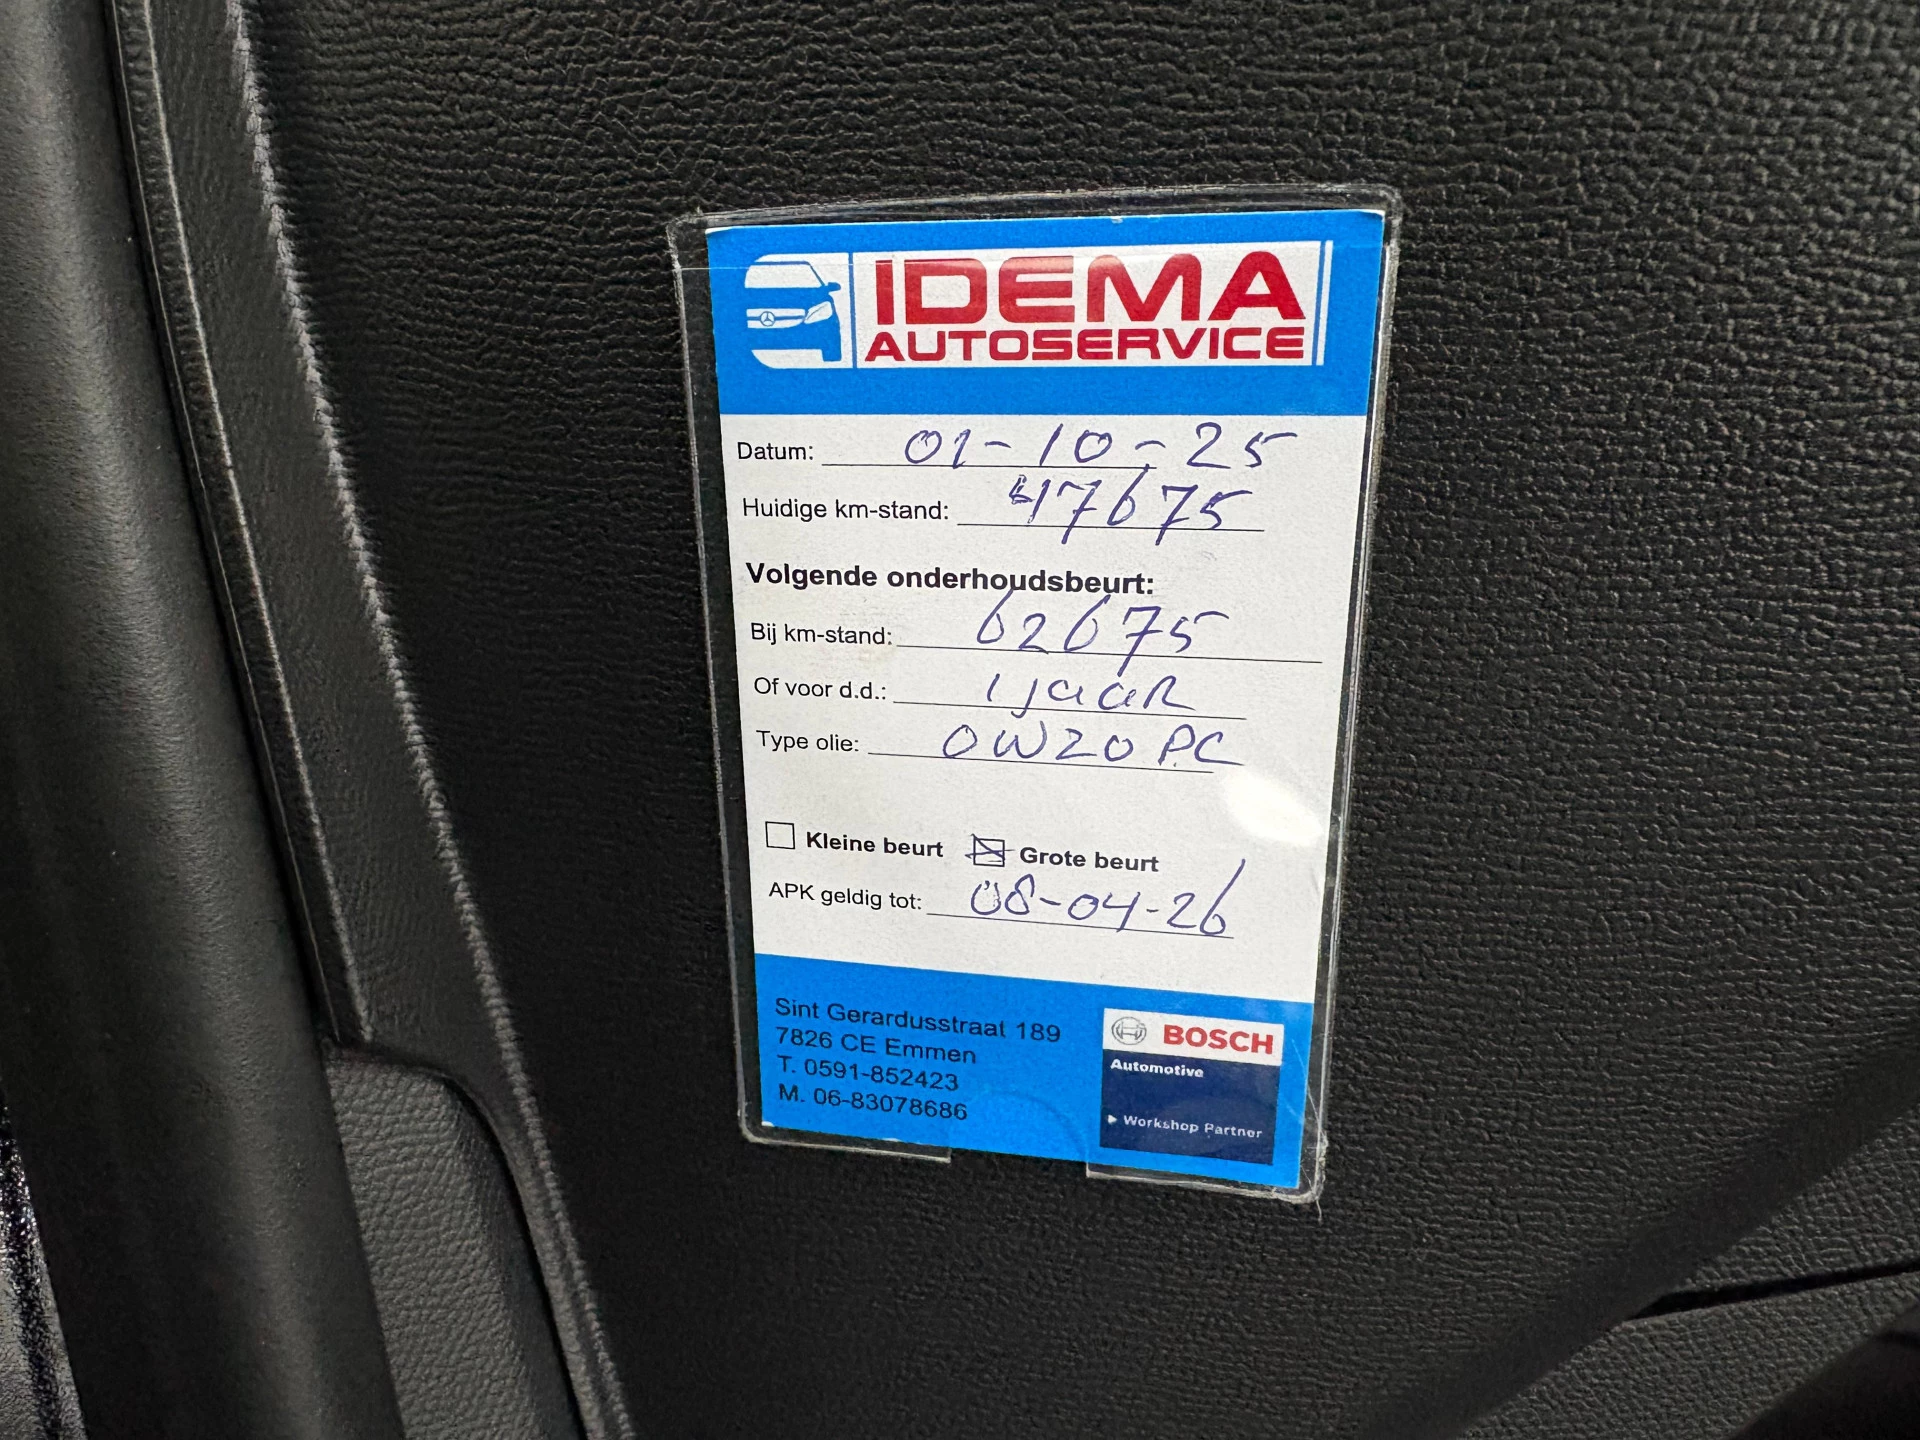 IDEMA
AUTOSERVICE
Datum: 01-10-25
Huidige km-stand: 47675
Volgende onderhoudsbeurt:
Bij km-stand: 62675
Of voor d.d.: 1 jaaR
Type olie: 0W20 P.C
Kleine beurt Grote beurt
APK geldig tot: 08-04-26
Sint Gerardusstraat 189
7826 CE Emmen
T. 0591-852423
M. 06-83078686
BOSCH
Automotive
Workshop Partner